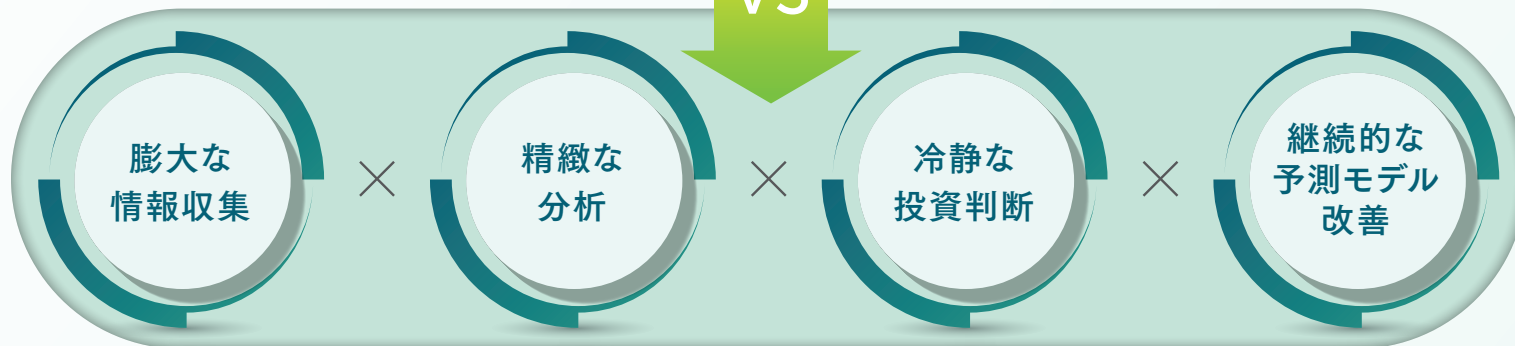 VS
膨大な
情報収集
×
精緻な
分析
×
冷静な
投資判断
×
継続的な
予測モデル
改善